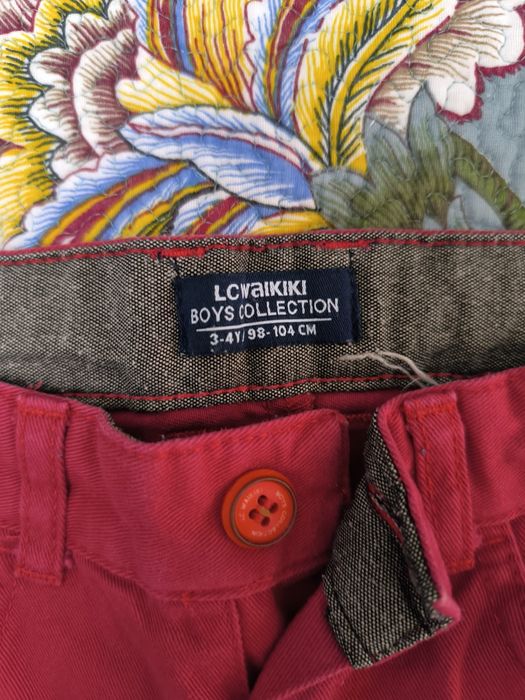 LCWAIKIKI
BOYS COLLECTION
3-4Y/98-104 CM